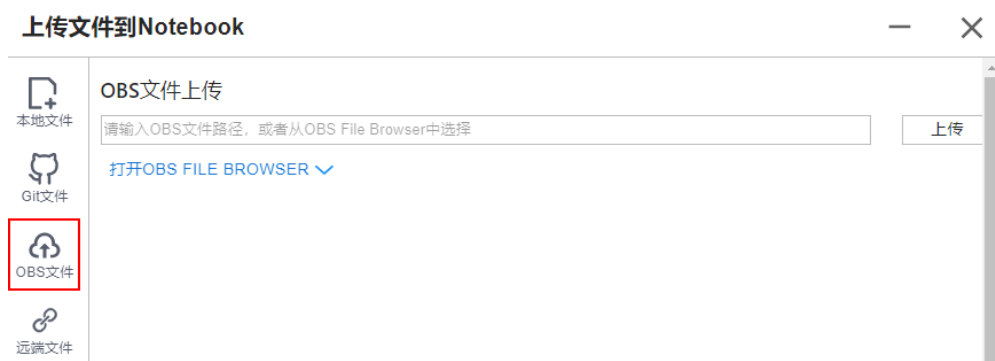 上传文件到Notebook
本地文件
Git文件
OBS文件
远端文件
OBS文件上传
请输入OBS文件路径，或者从OBS File Browser中选择
上传
打开OBS FILE BROWSER